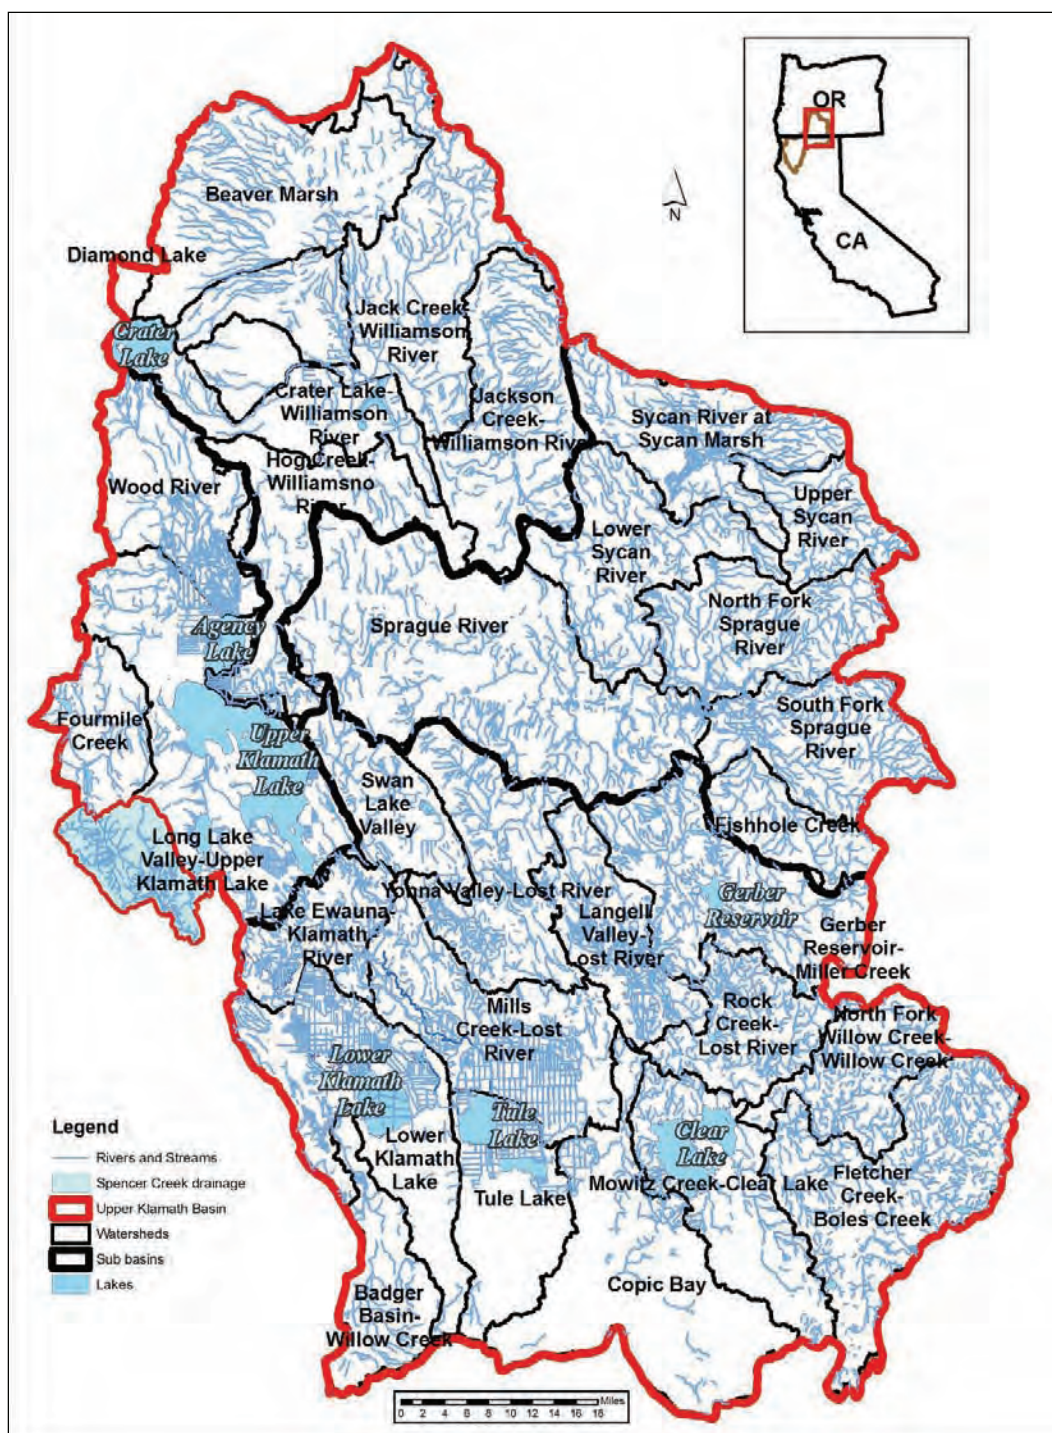 OR
CA
N
Beaver Marsh
Diamond Lake
Crater
Lake
Jack Creek-
Williamson
River
Crater Lake-
Williamson
River
Jackson
Creek-
Williamson River
Sycan River at
Sycan Marsh
Hog Creek-
Williamsno
River
Wood River
Upper
Sycan
River
Lower
Sycan
River
North Fork
Sprague
River
Sprague River
Agency
Lake
South Fork
Sprague
River
Fourmile
Creek
Upper
Klamath
Lake
Swan
Lake
Valley
Fishhole Creek
Long Lake
Valley-Upper
Klamath Lake
Yonna Valley-Lost River
Gerber
Reservoir
Lake Ewauna-
Klamath
River
Langell
Valley-
Lost River
Gerber
Reservoir-
Miller Creek
Mills
Creek-Lost
River
Rock
Creek-
Lost River
North Fork
Willow Creek-
Willow Creek
Lower
Klamath
Lake
Tule
Lake
Clear
Lake
Lower
Klamath
Lake
Tule Lake
Mowitz Creek-Clear Lake
Fletcher
Creek-
Boles Creek
Copic Bay
Badger
Basin-
Willow Creek
Legend
Rivers and Streams
Spencer Creek drainage
Upper Klamath Basin
Watersheds
Sub basins
Lakes
Miles
0 2 4 6 8 10 12 14 16 18